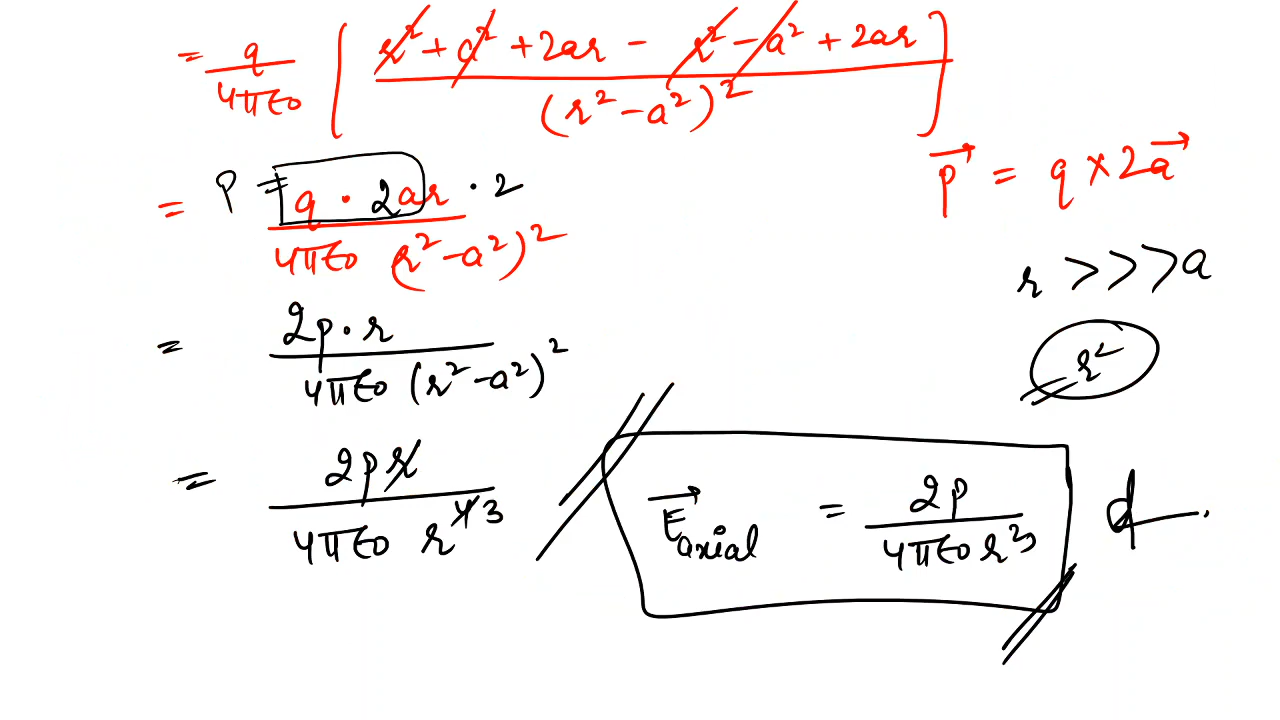 = q / 4πε0 [ (r² + a² + 2ar - r² - a² + 2ar) / (r² - a²)² ]
p⃗ = q × 2a⃗
= p = q · 2ar · 2 / 4πε0 (r² - a²)²
r >>> a
= 2p · r / 4πε0 (r² - a²)²
r²
= 2pr / 4πε0 r⁴ 3
E⃗axial = 2p / 4πε0 r³